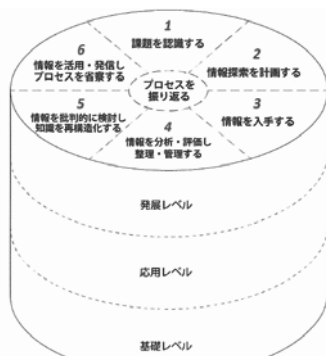 1
課題を認識する
2
情報探索を計画する
3
情報を入手する
4
情報を分析・評価し
整理・管理する
5
情報を批判的に検討し
知識を再構造化する
6
情報を活用・発信し
プロセスを省察する
プロセスを
振り返る
発展レベル
応用レベル
基礎レベル